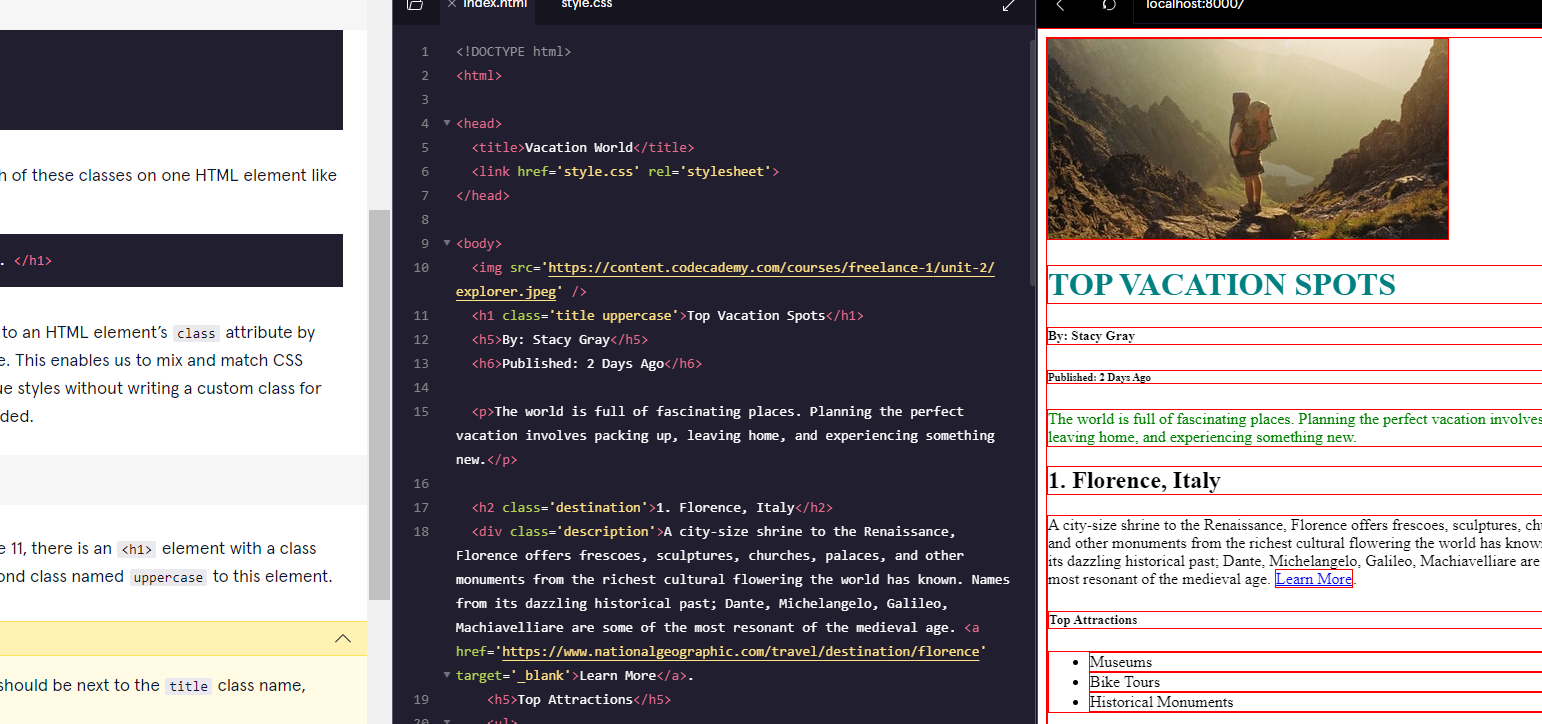 index.html
style.css
localhost:8000/
h of these classes on one HTML element like
. </h1>
to an HTML element’s class attribute by
e. This enables us to mix and match CSS
ue styles without writing a custom class for
ded.
e 11, there is an <h1> element with a class
ond class named uppercase to this element.
should be next to the title class name,
1 <!DOCTYPE html>
2 <html>
3
4 <head>
5 <title>Vacation World</title>
6 <link href='style.css' rel='stylesheet'>
7 </head>
8
9 <body>
10 <img src='https://content.codecademy.com/courses/freelance-1/unit-2/
explorer.jpeg' />
11 <h1 class='title uppercase'>Top Vacation Spots</h1>
12 <h5>By: Stacy Gray</h5>
13 <h6>Published: 2 Days Ago</h6>
14
15 <p>The world is full of fascinating places. Planning the perfect
vacation involves packing up, leaving home, and experiencing something
new.</p>
16
17 <h2 class='destination'>1. Florence, Italy</h2>
18 <div class='description'>A city-size shrine to the Renaissance,
Florence offers frescoes, sculptures, churches, palaces, and other
monuments from the richest cultural flowering the world has known. Names
from its dazzling historical past; Dante, Michelangelo, Galileo,
Machiavelliare are some of the most resonant of the medieval age. <a
href='https://www.nationalgeographic.com/travel/destination/florence'
target='_blank'>Learn More</a>.
19 <h5>Top Attractions</h5>
20 <ul>
TOP VACATION SPOTS
By: Stacy Gray
Published: 2 Days Ago
The world is full of fascinating places. Planning the perfect vacation involves
leaving home, and experiencing something new.
1. Florence, Italy
A city-size shrine to the Renaissance, Florence offers frescoes, sculptures, chu
and other monuments from the richest cultural flowering the world has known
its dazzling historical past; Dante, Michelangelo, Galileo, Machiavelliare are
most resonant of the medieval age. Learn More.
Top Attractions
• Museums
• Bike Tours
• Historical Monuments